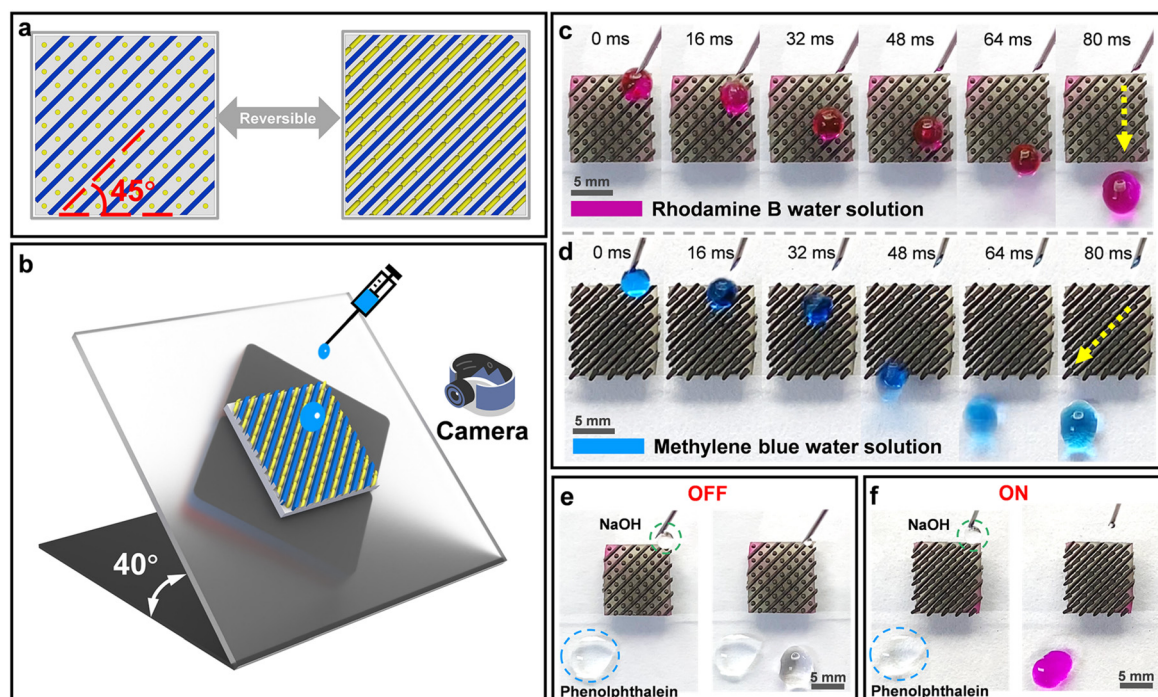 a
Reversible
45°
b
Camera
40°
c
0 ms 16 ms 32 ms 48 ms 64 ms 80 ms
5 mm
Rhodamine B water solution
d
0 ms 16 ms 32 ms 48 ms 64 ms 80 ms
5 mm
Methylene blue water solution
e OFF
NaOH
Phenolphthalein
5 mm
f ON
NaOH
Phenolphthalein
5 mm